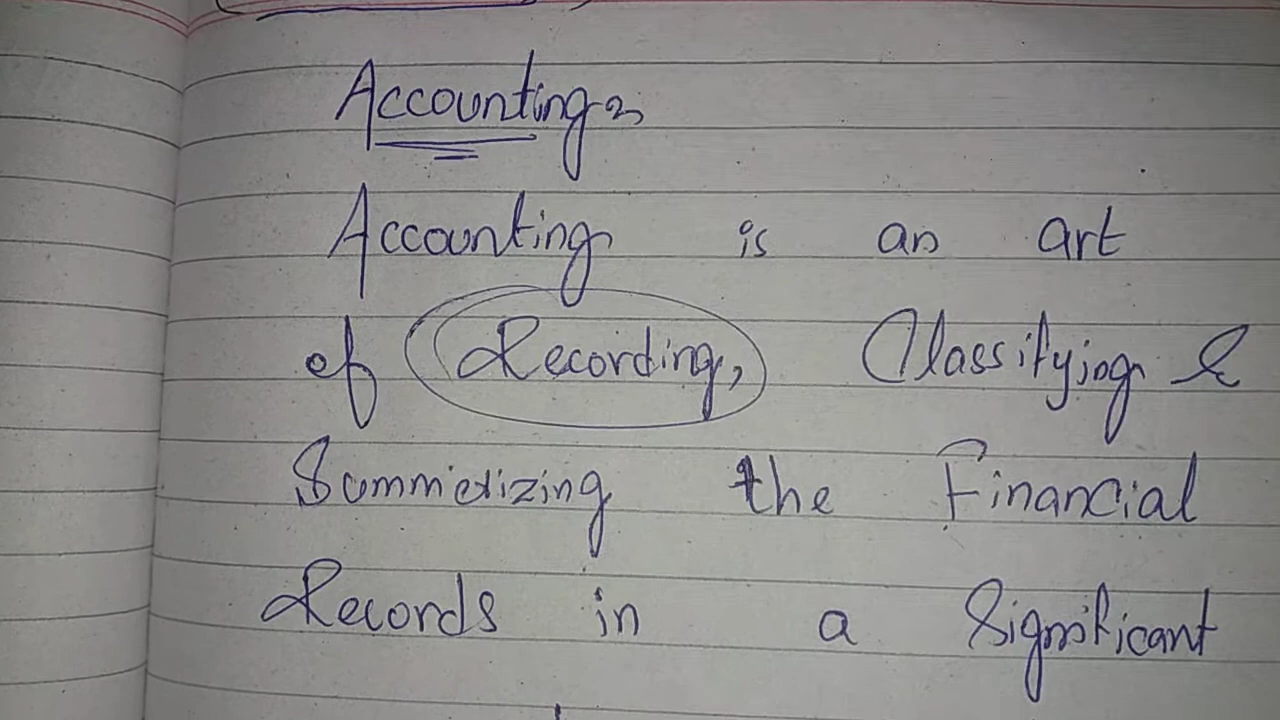 Accounting:
Accounting is an art
of Recording, Classifying &
Summerizing the Financial
Records in a Significant